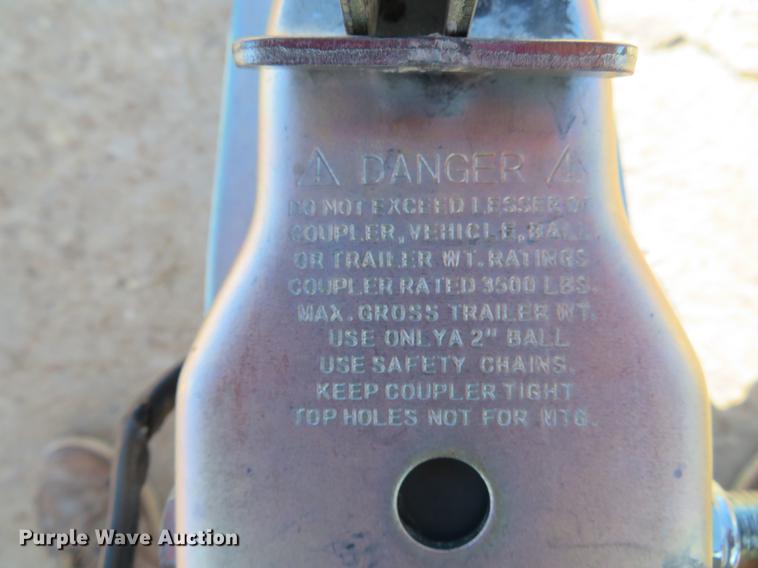 DANGER
DO NOT EXCEED LESSER OF
COUPLER, VEHICLE, BALL,
OR TRAILER WT. RATINGS
COUPLER RATED 3500 LBS.
MAX. GROSS TRAILER WT.
USE ONLYA 2" BALL
USE SAFETY CHAINS.
KEEP COUPLER TIGHT
TOP HOLES NOT FOR MTG.
Purple Wave Auction